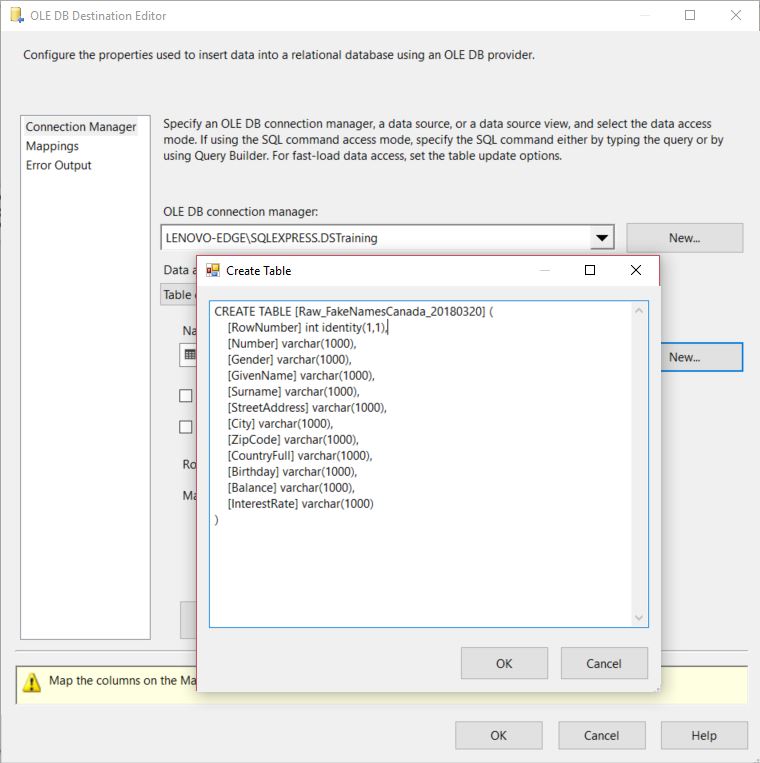 OLE DB Destination Editor
Configure the properties used to insert data into a relational database using an OLE DB provider.
Connection Manager
Mappings
Error Output
Specify an OLE DB connection manager, a data source, or a data source view, and select the data access
mode. If using the SQL command access mode, specify the SQL command either by typing the query or by
using Query Builder. For fast-load data access, set the table update options.
OLE DB connection manager:
LENOVO-EDGE\SQLEXPRESS.DSTraining
New...
Data a
Table
Na
New...
Ro
Ma
Create Table
CREATE TABLE [Raw_FakeNamesCanada_20180320] (
[RowNumber] int identity(1,1),
[Number] varchar(1000),
[Gender] varchar(1000),
[GivenName] varchar(1000),
[Surname] varchar(1000),
[StreetAddress] varchar(1000),
[City] varchar(1000),
[ZipCode] varchar(1000),
[CountryFull] varchar(1000),
[Birthday] varchar(1000),
[Balance] varchar(1000),
[InterestRate] varchar(1000)
)
OK
Cancel
Map the columns on the Ma
OK
Cancel
Help